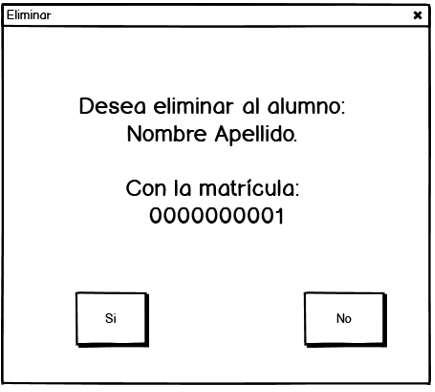 Eliminar
Desea eliminar al alumno:
Nombre Apellido.
Con la matrícula:
0000000001
Si
No